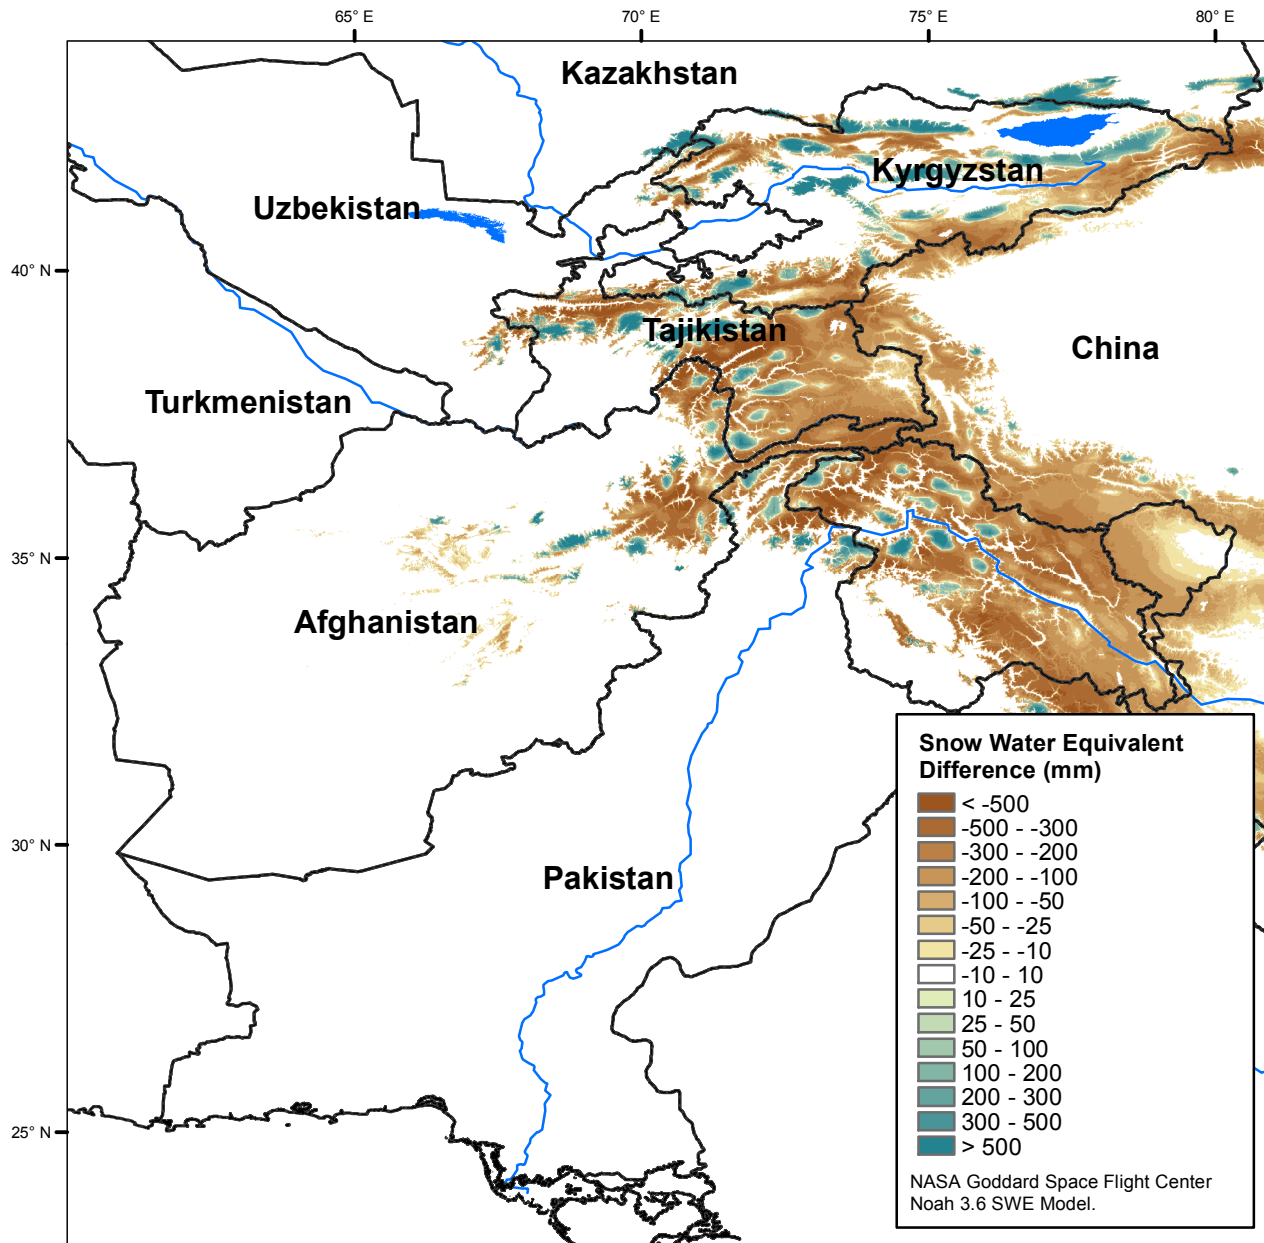 65° E
70° E
75° E
80° E
Kazakhstan
Kyrgyzstan
Uzbekistan
40° N
Tajikistan
China
Turkmenistan
35° N
Afghanistan
Snow Water Equivalent
Difference (mm)
< -500
-500 - -300
-300 - -200
-200 - -100
-100 - -50
-50 - -25
-25 - -10
-10 - 10
10 - 25
25 - 50
50 - 100
100 - 200
200 - 300
300 - 500
> 500
NASA Goddard Space Flight Center
Noah 3.6 SWE Model.
30° N
Pakistan
25° N